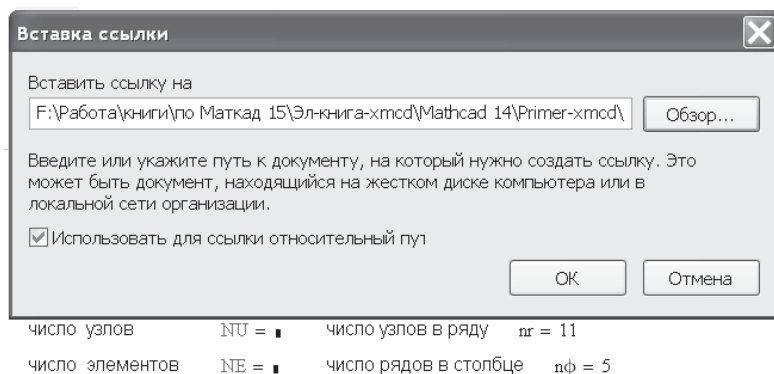 Вставка ссылки
Вставить ссылку на
F:\Работа\книги\по Маткад 15\Эл-книга-xmcd\Mathcad 14\Primer-xmcd\
Обзор...
Введите или укажите путь к документу, на который нужно создать ссылку. Это
может быть документ, находящийся на жестком диске компьютера или в
локальной сети организации.
Использовать для ссылки относительный пут
ОК Отмена
число узлов NU = число узлов в ряду nr = 11
число элементов NE = число рядов в столбце nф = 5